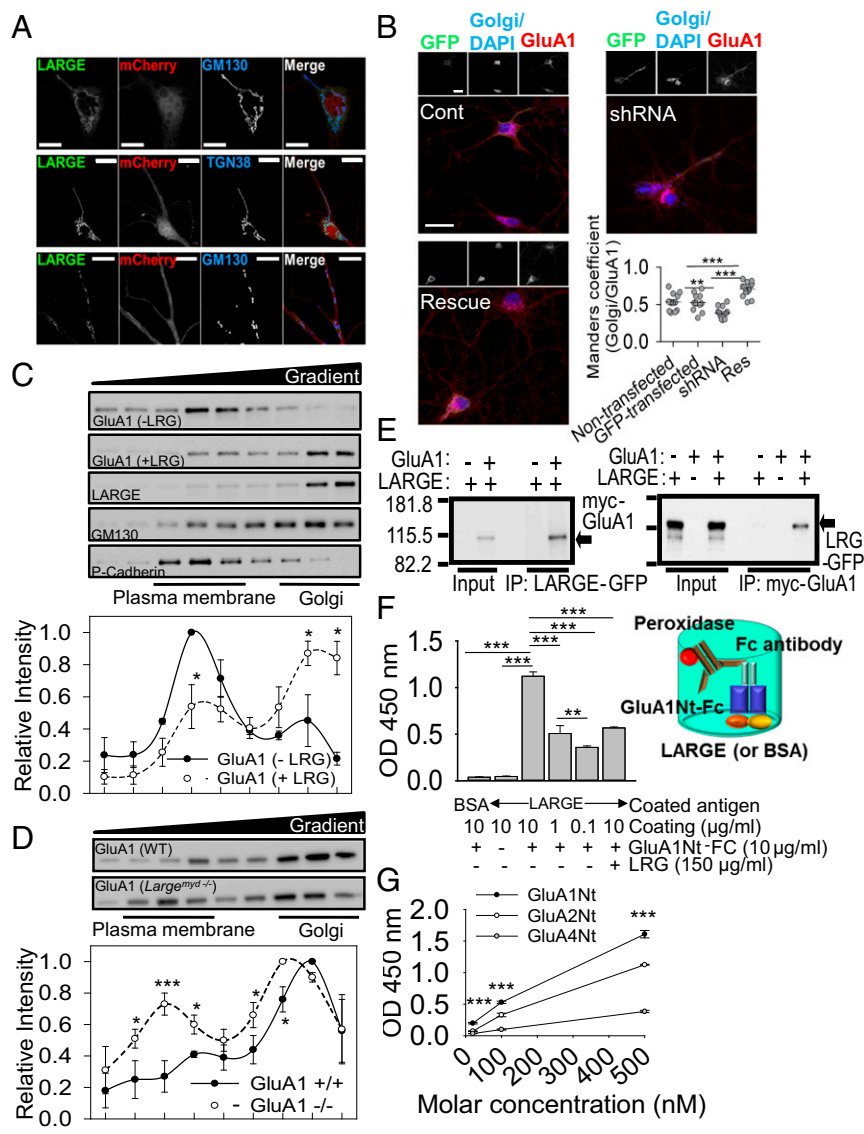 A
LARGE mCherry GM130 Merge
LARGE mCherry TGN38 Merge
LARGE mCherry GM130 Merge
B
GFP Golgi/DAPI GluA1
Cont
GFP Golgi/DAPI GluA1
shRNA
Rescue
Manders coefficient
(Golgi/GluA1)
1.0
0.5
0.0
*** ** ***
Non-transfected
GFP-transfected
shRNA
Res
C
Gradient
GluA1 (-LRG)
GluA1 (+LRG)
LARGE
GM130
P-Cadherin
Plasma membrane Golgi
Relative Intensity
1.0
0.8
0.6
0.4
0.2
0.0
* * *
GluA1 (- LRG)
GluA1 (+ LRG)
D
Gradient
GluA1 (WT)
GluA1 (Largemyd -/-)
Plasma membrane Golgi
Relative Intensity
1.0
0.8
0.6
0.4
0.2
0.0
* *** * * *
GluA1 +/+
GluA1 -/-
E
GluA1: - + - +
LARGE: + + + +
181.8
115.5
82.2
myc-GluA1
Input IP: LARGE-GFP
GluA1: - + + - + +
LARGE: + - + + - +
LRG-GFP
Input IP: myc-GluA1
F
OD 450 nm
1.5
1.0
0.5
0.0
*** *** *** *** *** **
BSA LARGE Coated antigen
10 10 10 1 0.1 10 Coating (µg/ml)
+ - + + + + GluA1Nt-FC (10 µg/ml)
- - - - - + LRG (150 µg/ml)
Peroxidase
Fc antibody
GluA1Nt-Fc
LARGE (or BSA)
G
OD 450 nm
2.0
1.5
1.0
0.5
0.0
GluA1Nt
GluA2Nt
GluA4Nt
*** *** ***
0 100 200 300 400 500
Molar concentration (nM)